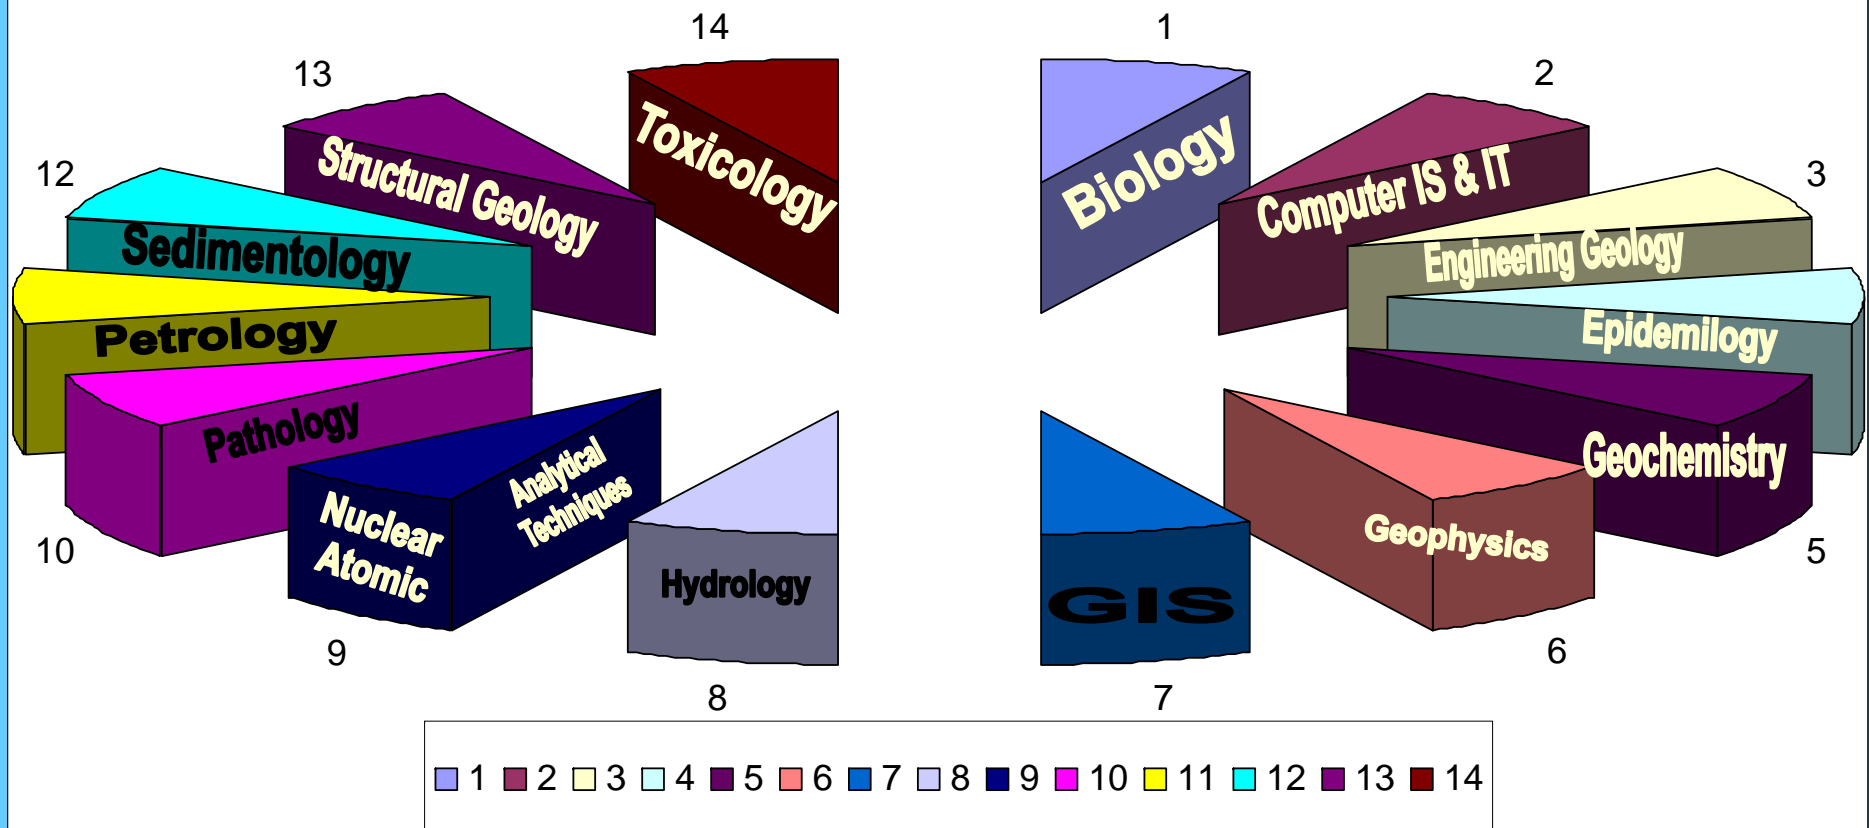 14
1
13
2
Toxicology
Biology
Structural Geology
Computer IS & IT
12
3
Sedimentology
Engineering Geology
Petrology
Epidemilogy
Pathology
Geochemistry
Analytical
Techniques
Nuclear
Atomic
Geophysics
10
5
Hydrology
GIS
9
6
8
7
1 2 3 4 5 6 7 8 9 10 11 12 13 14